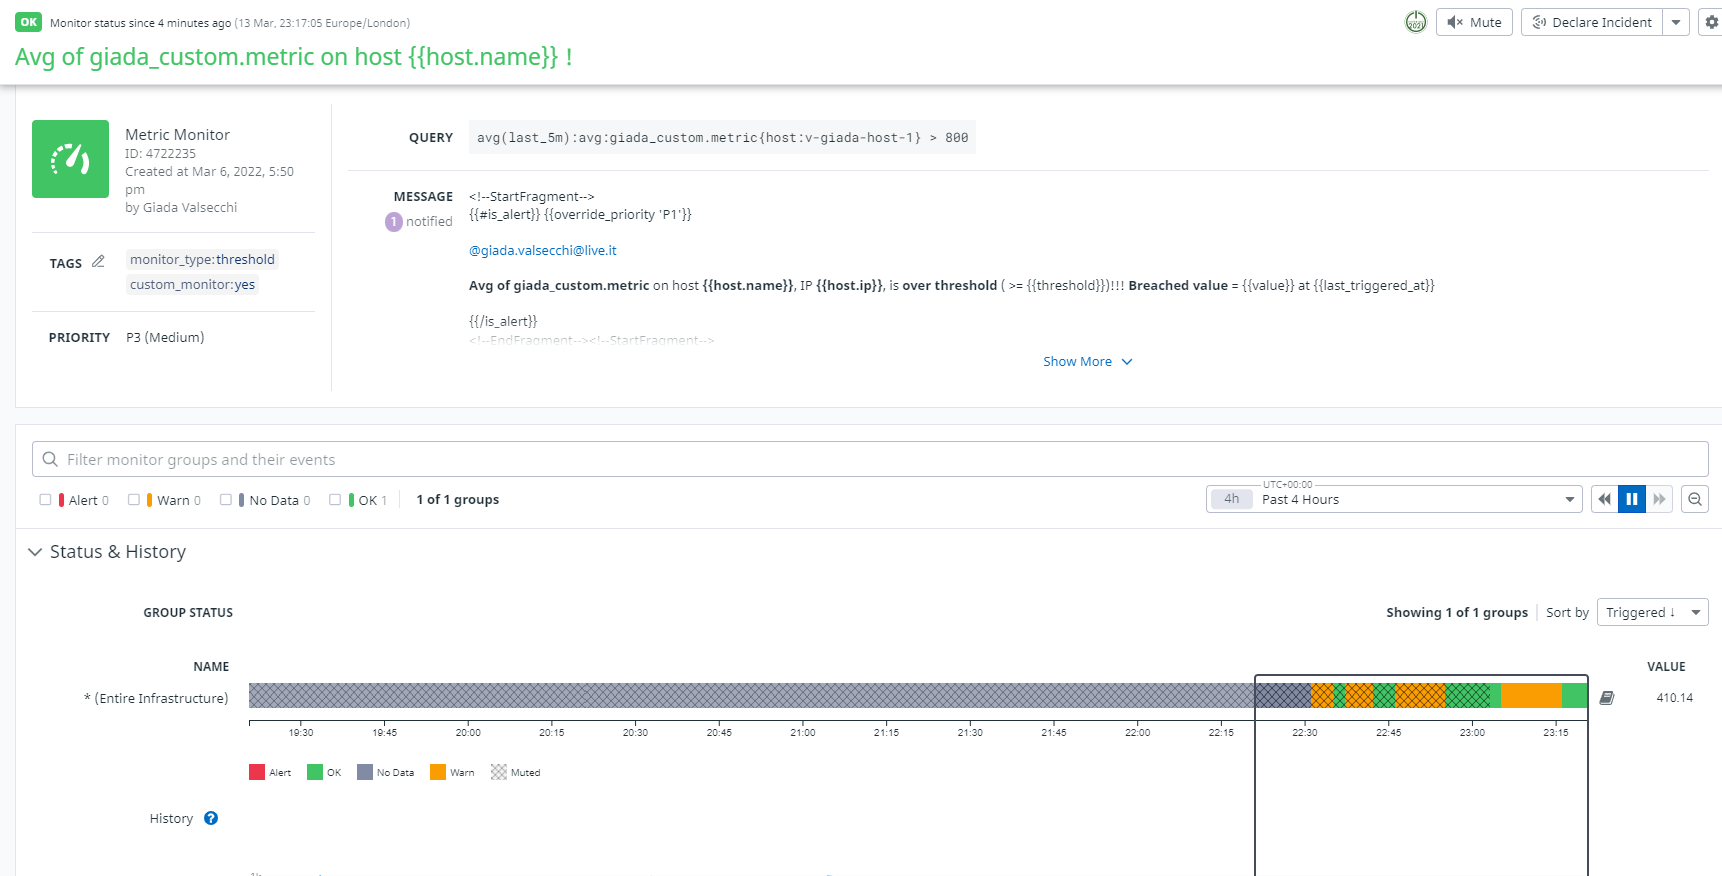 OK Monitor status since 4 minutes ago (13 Mar, 23:17:05 Europe/London)
Mute
Declare Incident
Avg of giada_custom.metric on host {{host.name}} !
Metric Monitor
ID: 4722235
Created at Mar 6, 2022, 5:50
pm
by Giada Valsecchi
TAGS
monitor_type:threshold
custom_monitor:yes
PRIORITY P3 (Medium)
QUERY avg(last_5m):avg:giada_custom.metric{host:v-giada-host-1} > 800
MESSAGE
1 notified
<!--StartFragment-->
{{#is_alert}} {{override_priority 'P1'}}
@giada.valsecchi@live.it
Avg of giada_custom.metric on host {{host.name}}, IP {{host.ip}}, is over threshold ( >= {{threshold}})!!! Breached value = {{value}} at {{last_triggered_at}}
{{/is_alert}}
<!--EndFragment--><!--StartFragment-->
Show More
Filter monitor groups and their events
Alert 0 Warn 0 No Data 0 OK 1 1 of 1 groups
UTC+00:00
4h Past 4 Hours
Status & History
GROUP STATUS
Showing 1 of 1 groups Sort by Triggered ↓
NAME VALUE
* (Entire Infrastructure) 410.14
19:30 19:45 20:00 20:15 20:30 20:45 21:00 21:15 21:30 21:45 22:00 22:15 22:30 22:45 23:00 23:15
Alert OK No Data Warn Muted
History ?